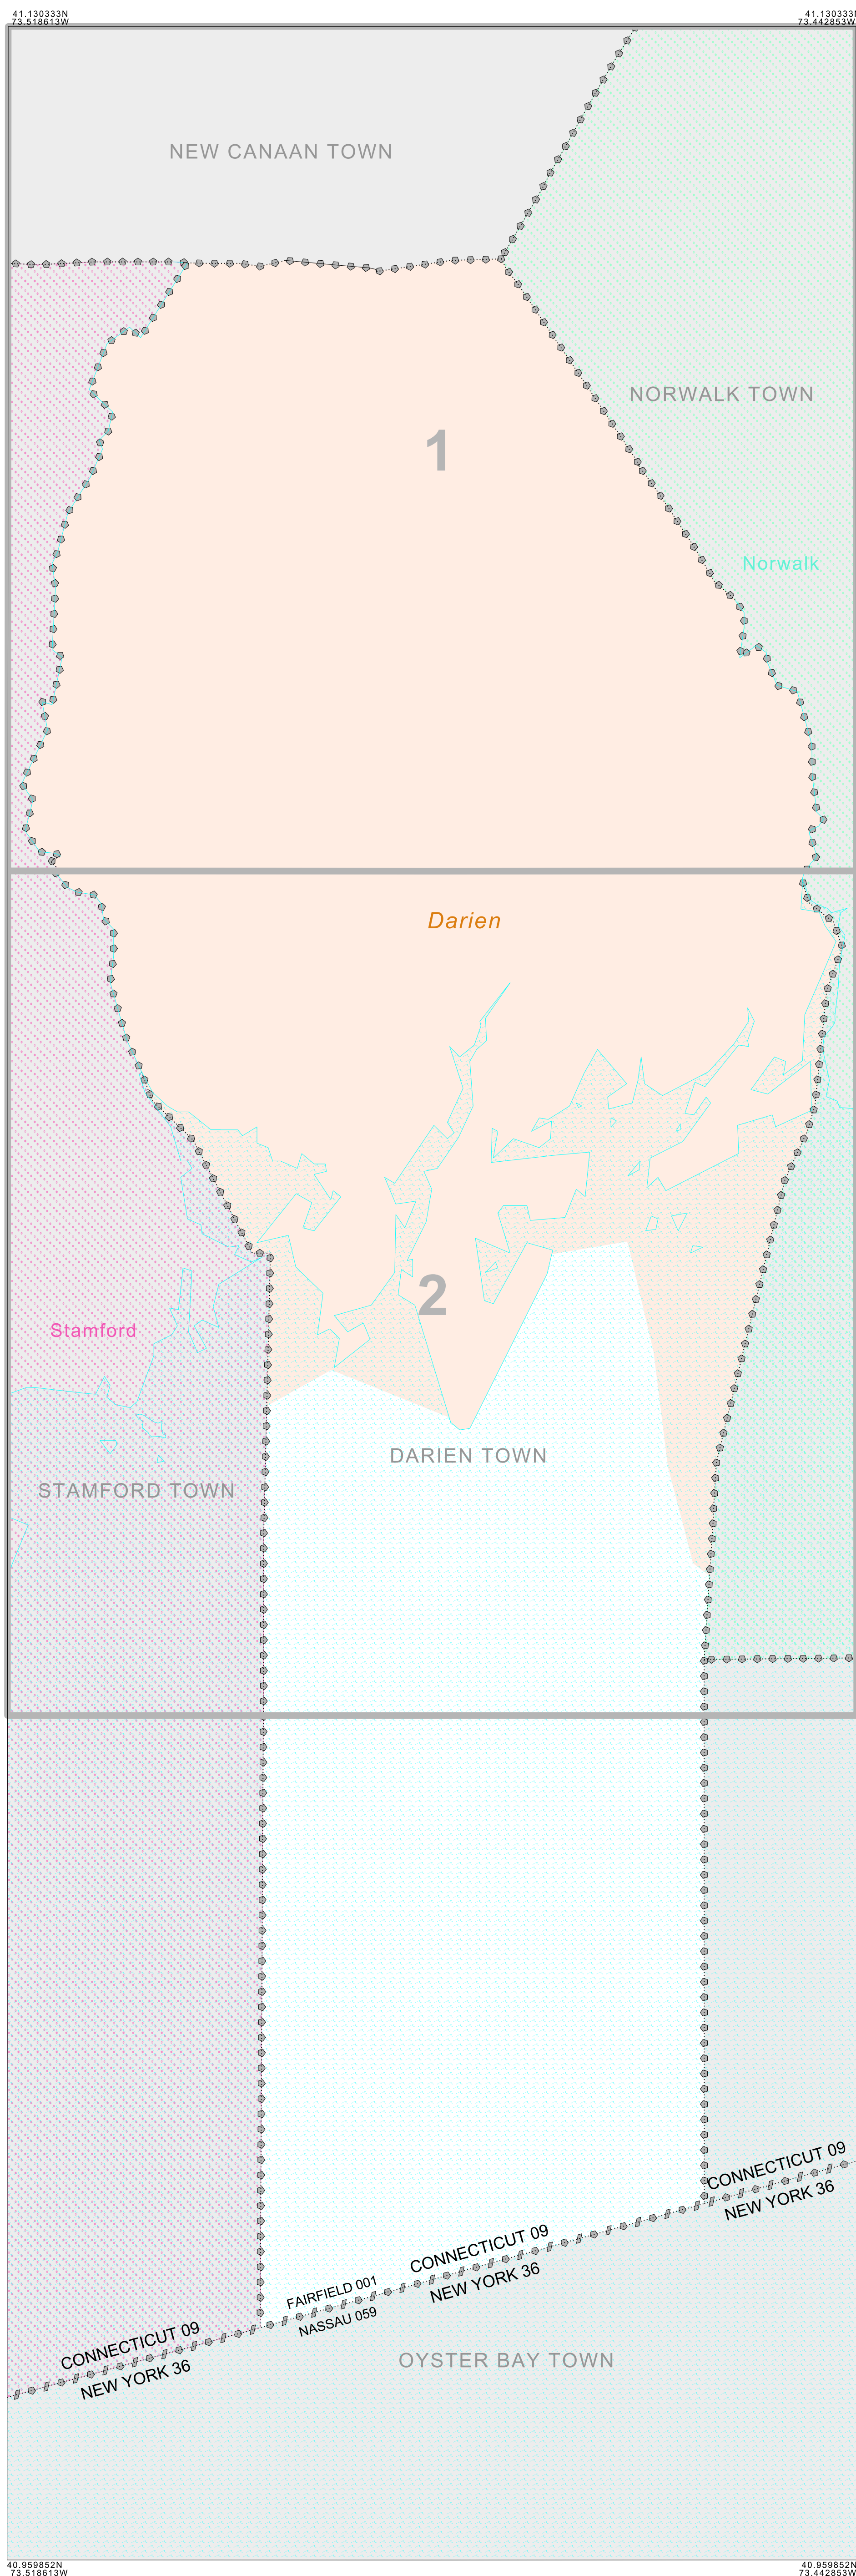 41.130333N
73.518613W
41.130333N
73.442853W
NEW CANAAN TOWN
NORWALK TOWN
1
Norwalk
Darien
2
Stamford
DARIEN TOWN
STAMFORD TOWN
CONNECTICUT 09
NEW YORK 36
CONNECTICUT 09
NEW YORK 36
FAIRFIELD 001
NASSAU 059
CONNECTICUT 09
NEW YORK 36
OYSTER BAY TOWN
40.959852N
73.518613W
40.959852N
73.442853W